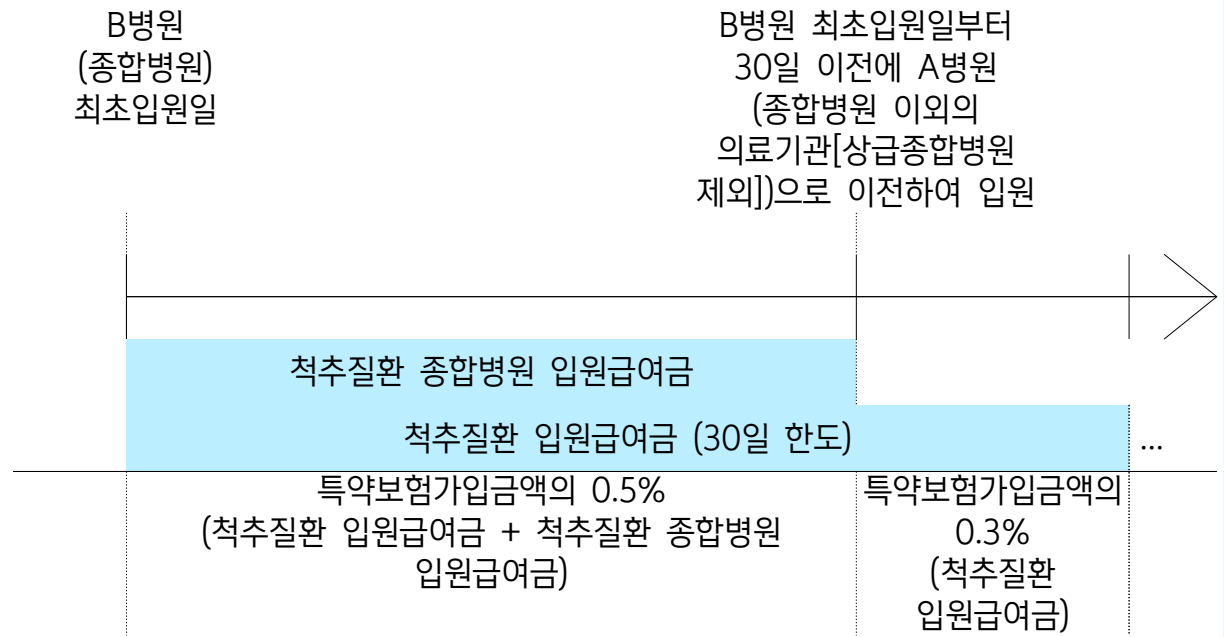 B병원
(종합병원)
최초입원일
B병원 최초입원일부터
30일 이전에 A병원
(종합병원 이외의
의료기관[상급종합병원
제외])으로 이전하여 입원
척추질환 종합병원 입원급여금
척추질환 입원급여금 (30일 한도)
...
특약보험가입금액의 0.5%
(척추질환 입원급여금 + 척추질환 종합병원
입원급여금)
특약보험가입금액의
0.3%
(척추질환
입원급여금)